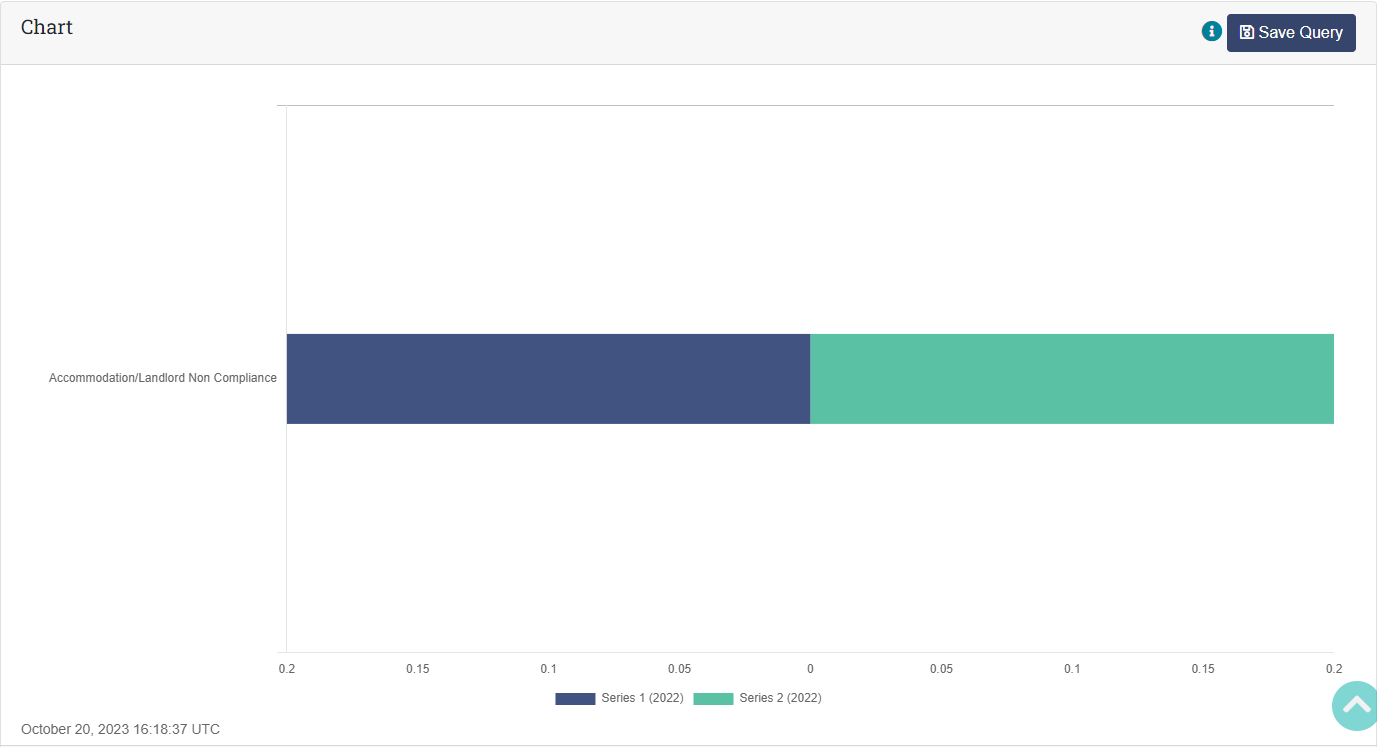 Chart
Save Query
Accommodation/Landlord Non Compliance
0.2 0.15 0.1 0.05 0 0.05 0.1 0.15 0.2
Series 1 (2022) Series 2 (2022)
October 20, 2023 16:18:37 UTC